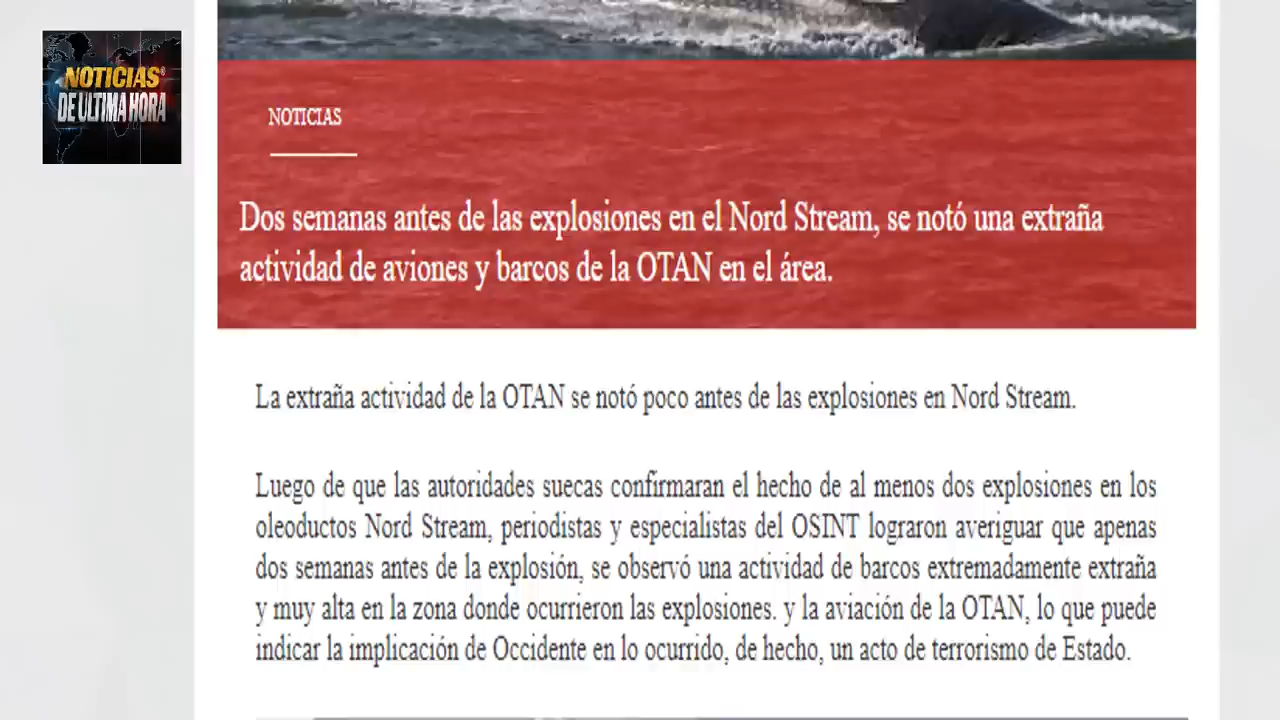 NOTICIAS
DE ULTIMA HORA
NOTICIAS
Dos semanas antes de las explosiones en el Nord Stream, se notó una extraña
actividad de aviones y barcos de la OTAN en el área.
La extraña actividad de la OTAN se notó poco antes de las explosiones en Nord Stream.
Luego de que las autoridades suecas confirmaran el hecho de al menos dos explosiones en los
oleoductos Nord Stream, periodistas y especialistas del OSINT lograron averiguar que apenas
dos semanas antes de la explosión, se observó una actividad de barcos extremadamente extraña
y muy alta en la zona donde ocurrieron las explosiones. y la aviación de la OTAN, lo que puede
indicar la implicación de Occidente en lo ocurrido, de hecho, un acto de terrorismo de Estado.